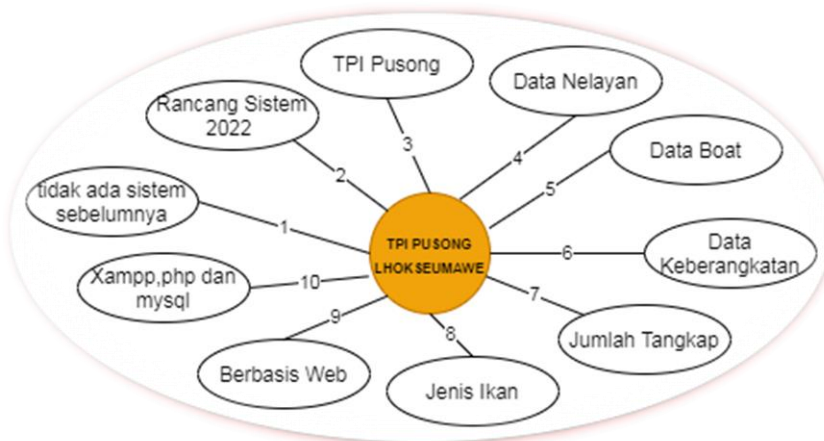 TPI Pusong
Data Nelayan
Rancang Sistem
2022
3
4
Data Boat
2
5
tidak ada sistem
sebelumnya
1
TPI PUSONG
LHOKSEUMAWE
6
Data
Keberangkatan
Xampp,php dan
mysql
10
7
9
8
Jumlah Tangkap
Berbasis Web
Jenis Ikan